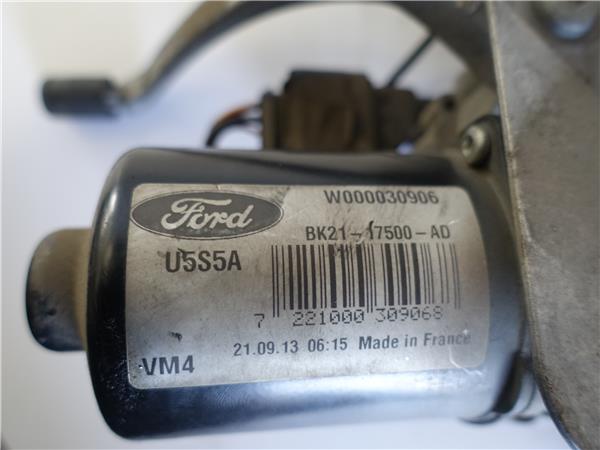 Ford
W000030906
BK21-17500-AD
U5S5A
7 221000 309068
21.09.13 06:15 Made in France
VM4